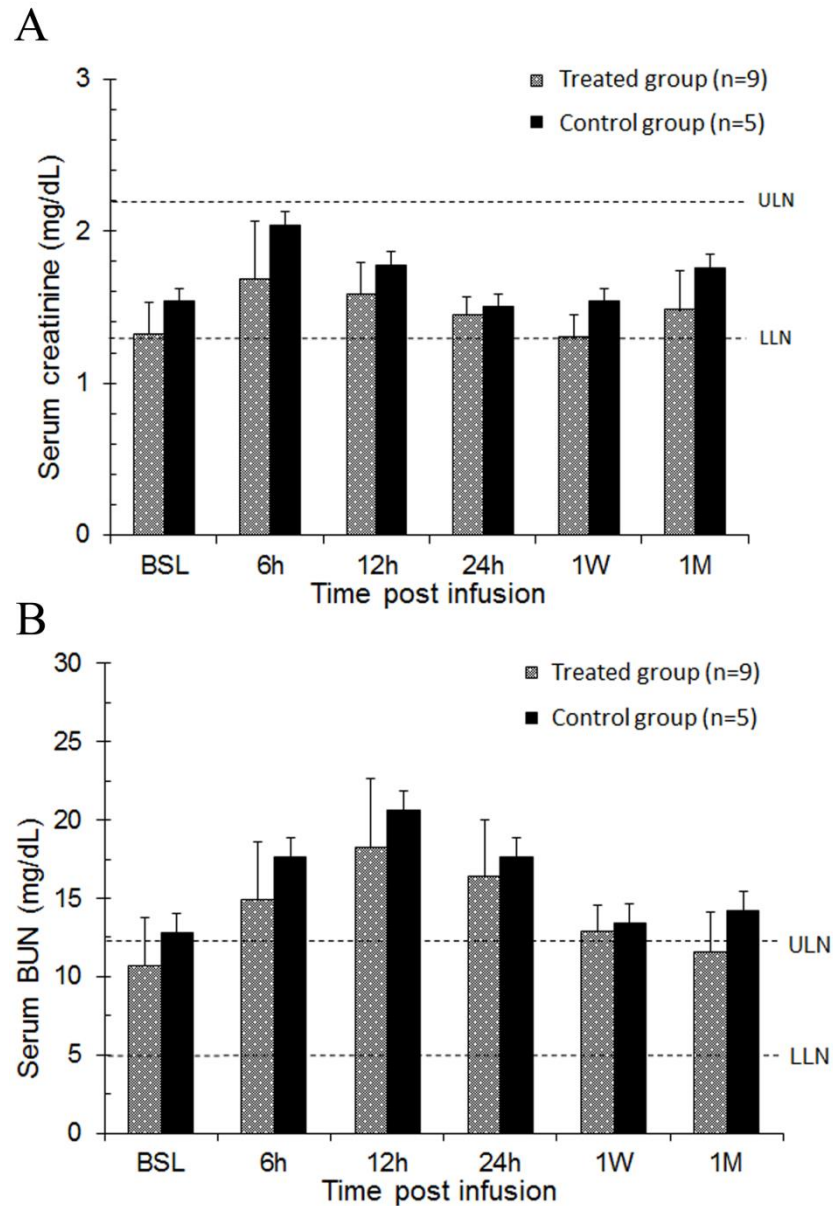 A
3
2
1
0
Serum creatinine (mg/dL)
Treated group (n=9)
Control group (n=5)
ULN
LLN
BSL 6h 12h 24h 1W 1M
Time post infusion
B
30
25
20
15
10
5
0
Serum BUN (mg/dL)
Treated group (n=9)
Control group (n=5)
ULN
LLN
BSL 6h 12h 24h 1W 1M
Time post infusion